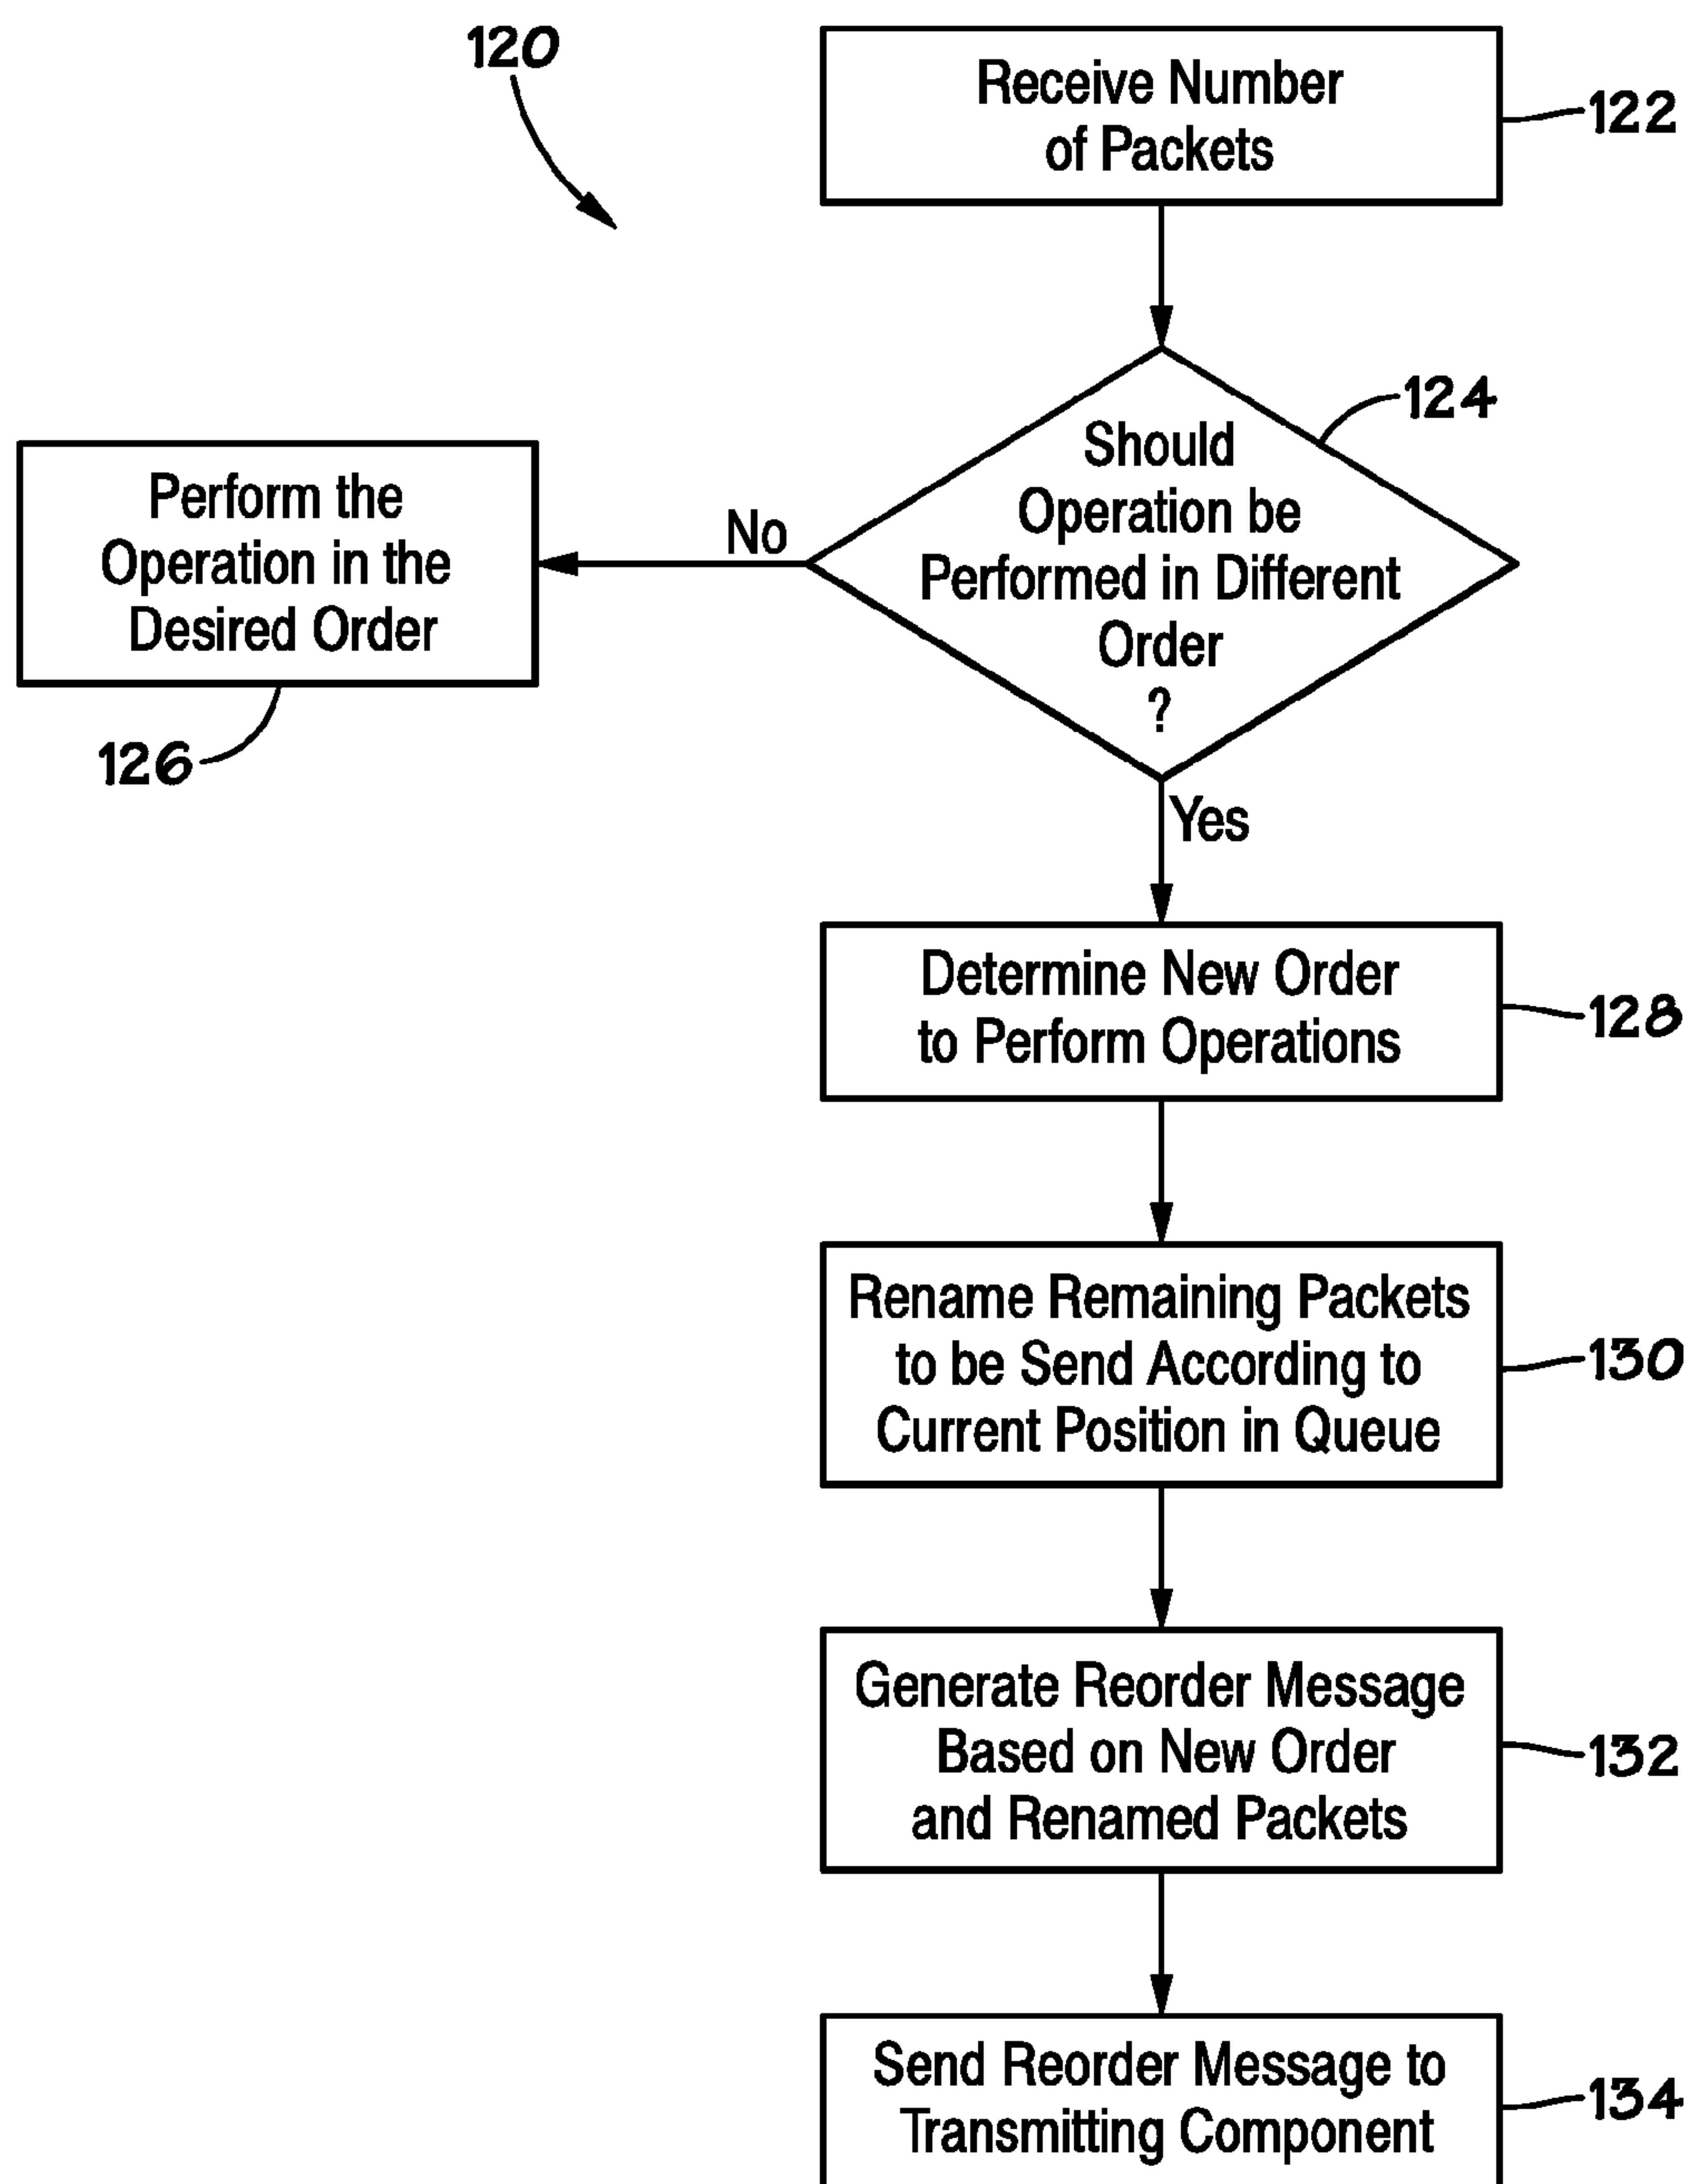 120
Receive Number
of Packets
122
124
Should
Operation be
Performed in Different
Order
?
No
Perform the
Operation in the
Desired Order
126
Yes
Determine New Order
to Perform Operations
128
Rename Remaining Packets
to be Send According to
Current Position in Queue
130
Generate Reorder Message
Based on New Order
and Renamed Packets
132
Send Reorder Message to
Transmitting Component
134